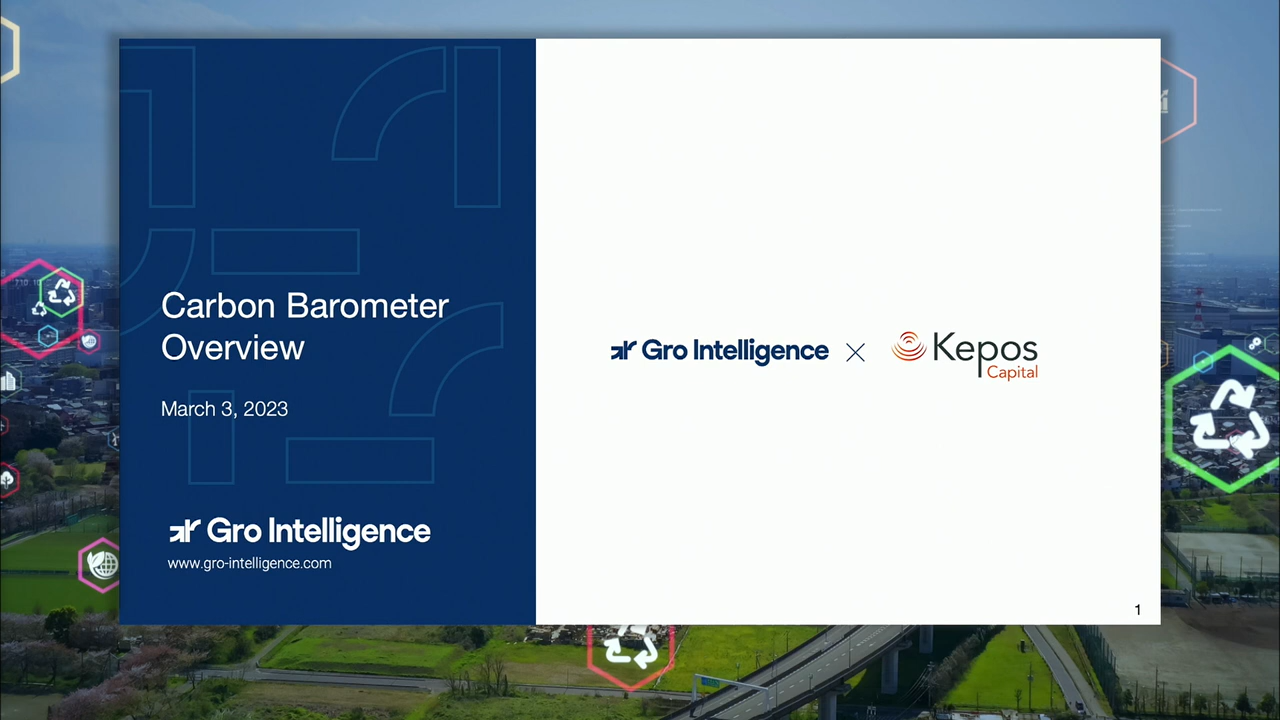 Carbon Barometer
Overview
March 3, 2023
Gro Intelligence
www.gro-intelligence.com
Gro Intelligence
Kepos
Capital
1